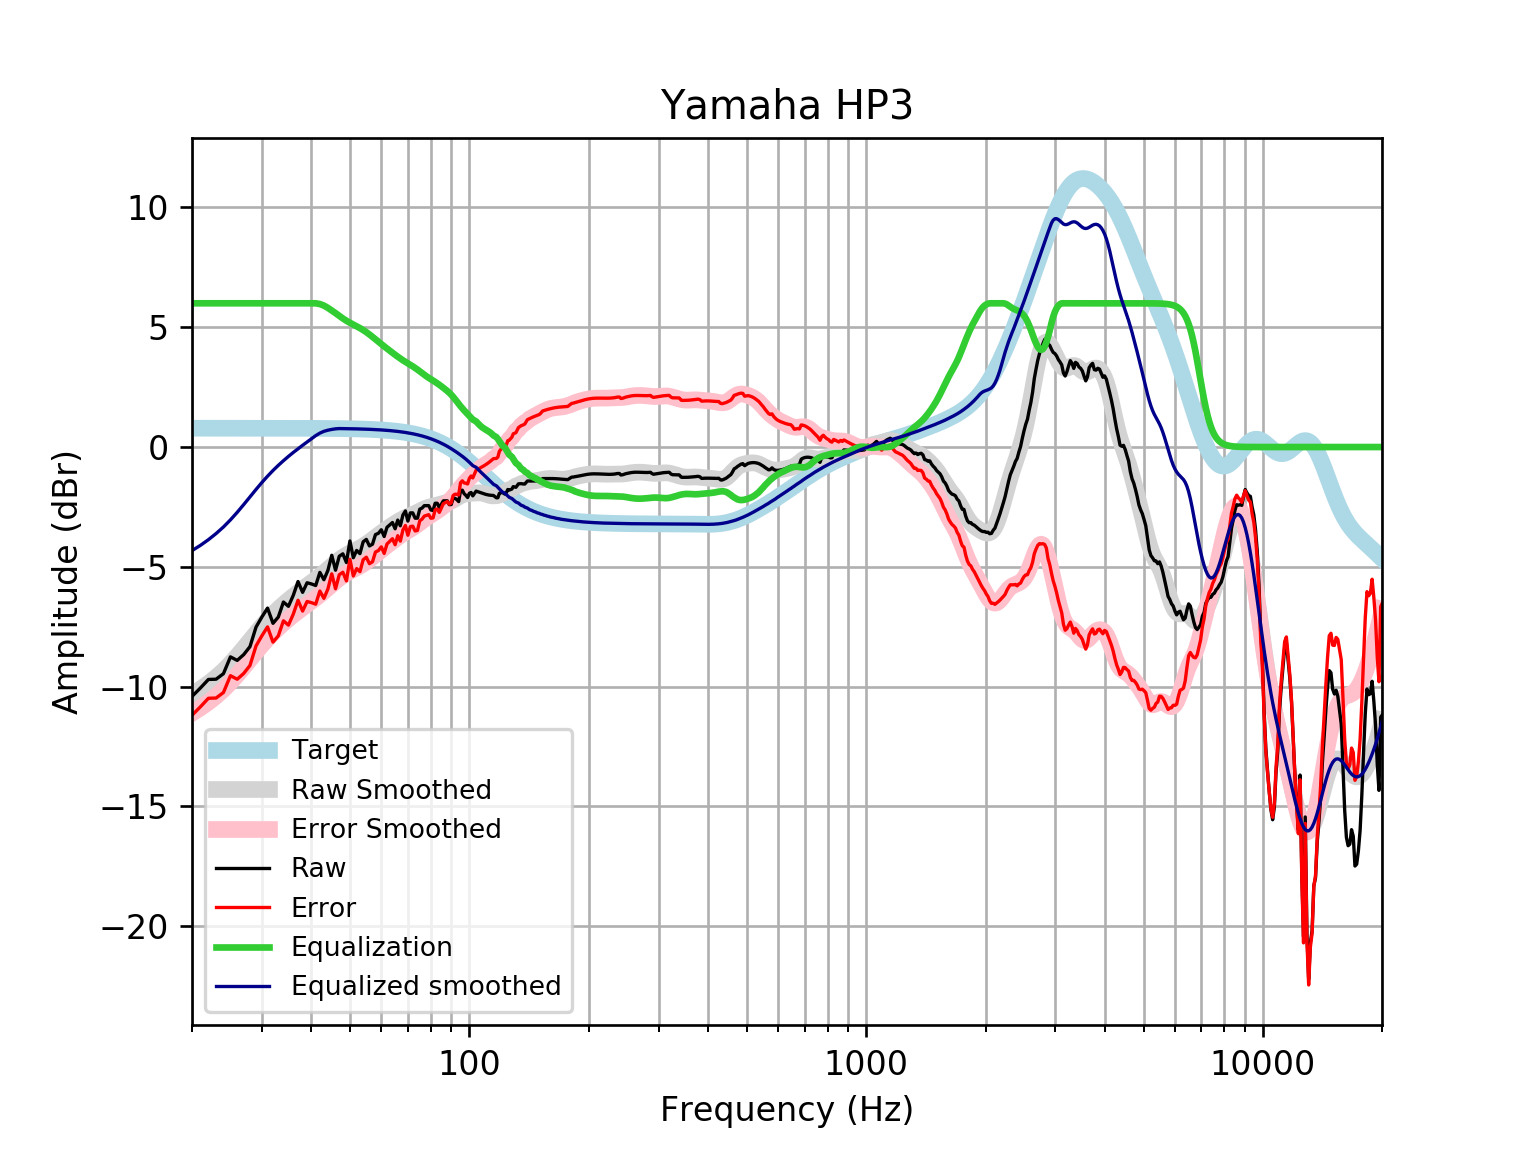 Yamaha HP3
Amplitude (dBr)
10
5
0
−5
−10
−15
−20
Target
Raw Smoothed
Error Smoothed
Raw
Error
Equalization
Equalized smoothed
100
1000
10000
Frequency (Hz)